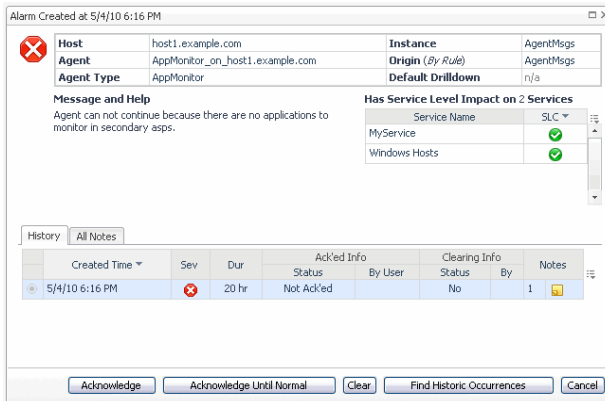 Alarm Created at 5/4/10 6:16 PM
Host host1.example.com Instance AgentMsgs
Agent AppMonitor_on_host1.example.com Origin (By Rule) AgentMsgs
Agent Type AppMonitor Default Drilldown n/a
Message and Help Has Service Level Impact on 2 Services
Agent can not continue because there are no applications to
monitor in secondary asps.
Service Name SLC
MyService
Windows Hosts
History All Notes
Ack'ed Info Clearing Info
Created Time Sev Dur Notes
Status By User Status By
5/4/10 6:16 PM 20 hr Not Ack'ed No 1
Acknowledge Acknowledge Until Normal Clear Find Historic Occurrences Cancel